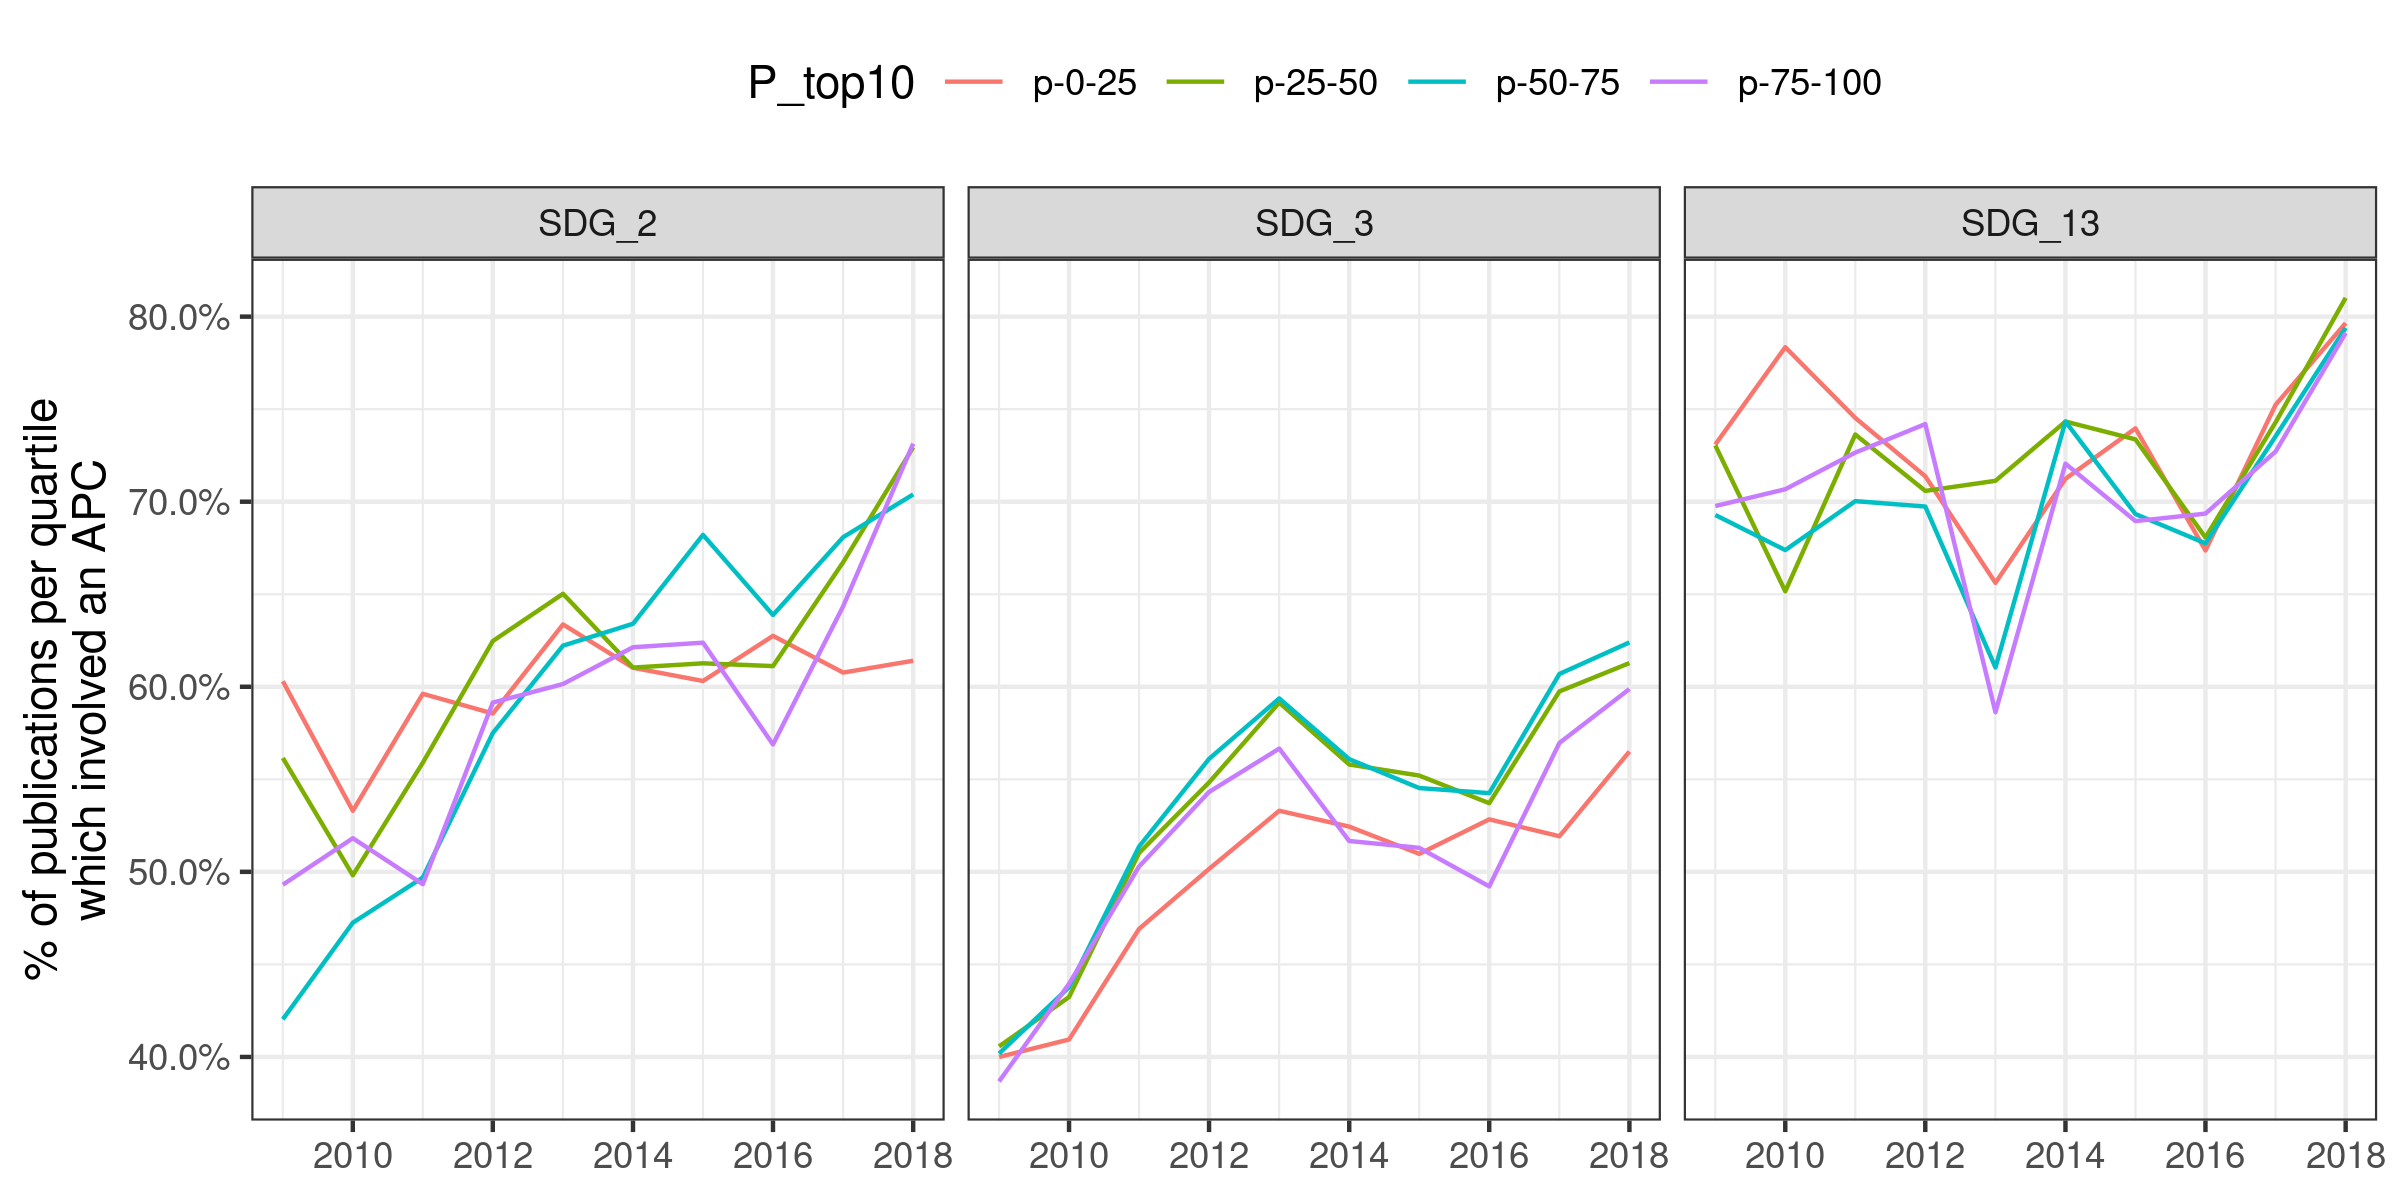 P_top10 p-0-25 p-25-50 p-50-75 p-75-100
SDG_2 SDG_3 SDG_13
% of publications per quartile
which involved an APC
80.0%
70.0%
60.0%
50.0%
40.0%
2010 2012 2014 2016 2018 2010 2012 2014 2016 2018 2010 2012 2014 2016 2018